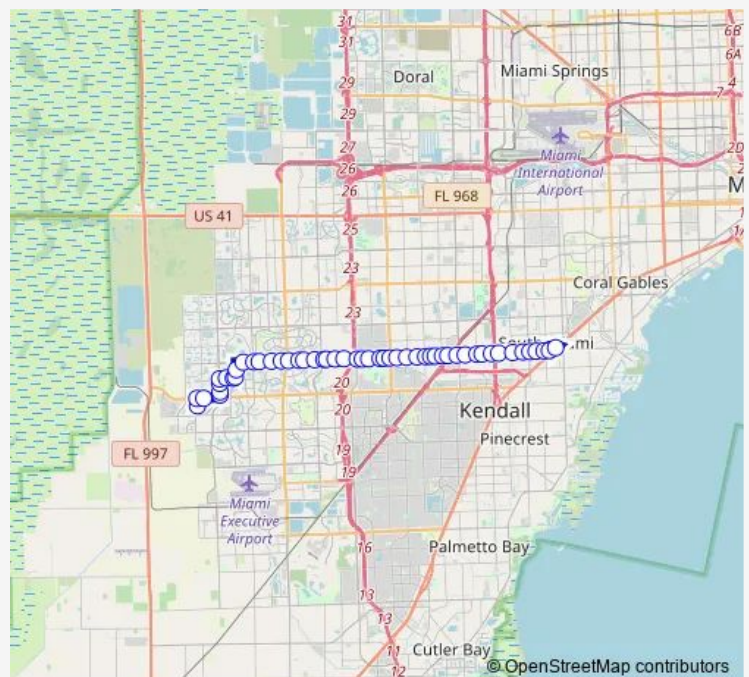 31
31
6B
6A
Doral
Miami Springs
29
7
4
29
Miami
International
Airport
2D
27
26
26
FL 968
M
US 41
25
23
Coral Gables
23
20
20
Kendall
Pinecrest
FL 997
19
19
Miami
Executive
Airport
16
Palmetto Bay
13
13
11
12
Cutler Bay
© OpenStreetMap contributors